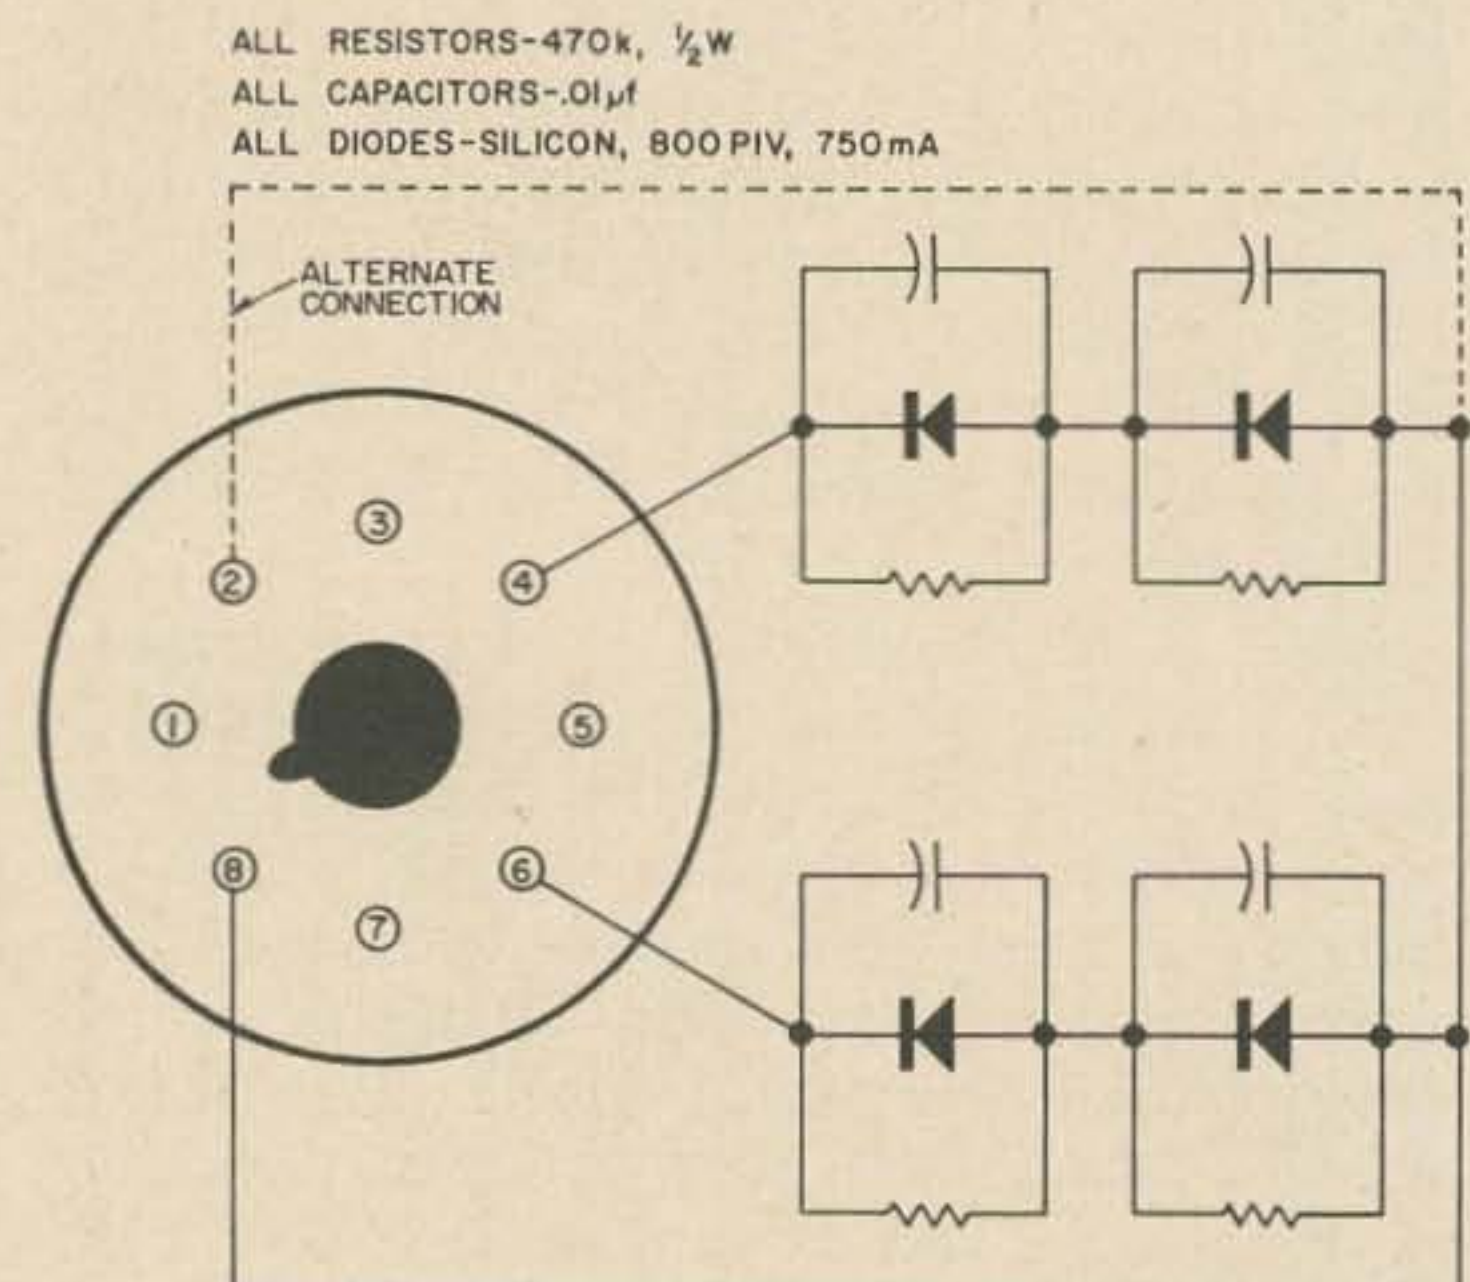 ALL RESISTORS-470k, ½W
ALL CAPACITORS-.01µf
ALL DIODES-SILICON, 800 PIV, 750mA
ALTERNATE
CONNECTION
3
2
4
1
5
8
6
7